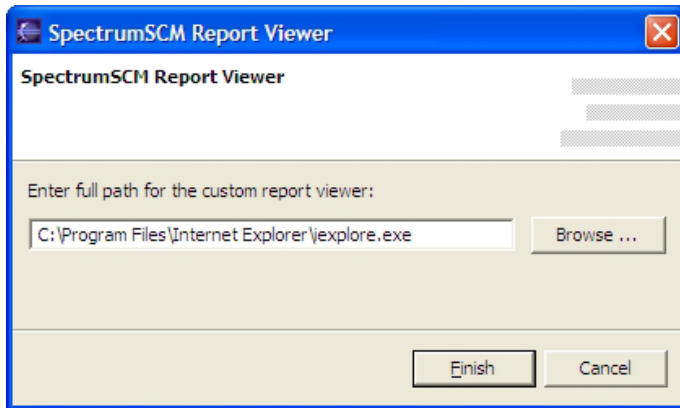 SpectrumSCM Report Viewer
SpectrumSCM Report Viewer
Enter full path for the custom report viewer:
C:\Program Files\Internet Explorer\iexplore.exe
Browse ...
Finish
Cancel